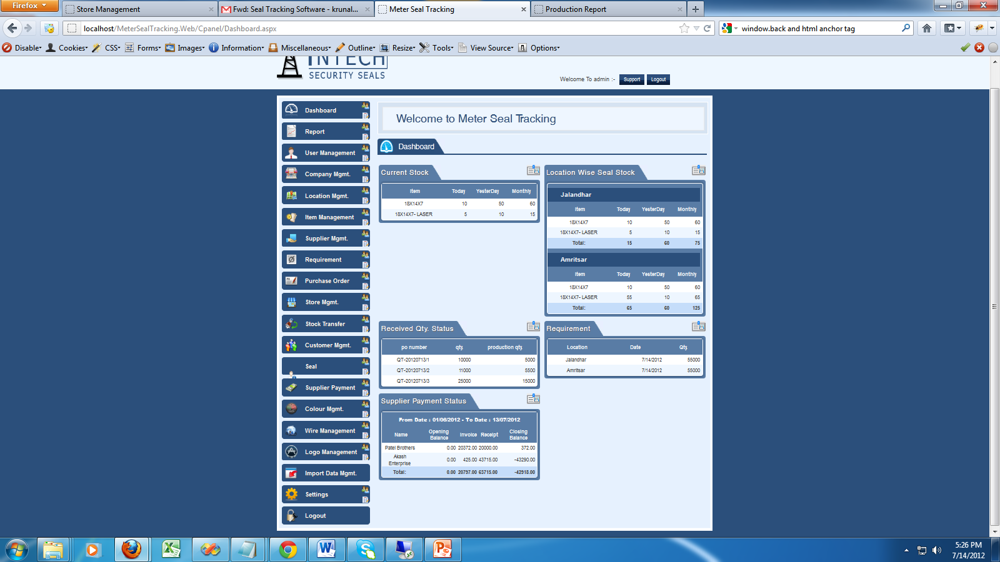 Firefox
Store Management
Fwd: Seal Tracking Software - krunal...
Meter Seal Tracking
Production Report
localhost/MeterSealTracking.Web/Cpanel/Dashboard.aspx
window.back and html anchor tag
Disable Cookies CSS Forms Images Information Miscellaneous Outline Resize Tools View Source Options
INTECH
SECURITY SEALS
Welcome To admin :- Support Logout
Dashboard
Report
User Management
Company Mgmt.
Location Mgmt.
Item Management
Supplier Mgmt.
Requirement
Purchase Order
Store Mgmt.
Stock Transfer
Customer Mgmt.
Seal
Supplier Payment
Colour Mgmt.
Wire Management
Logo Management
Import Data Mgmt.
Settings
Logout
Welcome to Meter Seal Tracking
Dashboard
Current Stock
Item Today YesterDay Monthly
18X14X7 10 50 60
18X14X7- LASER 5 10 15
Location Wise Seal Stock
Jalandhar
Item Today YesterDay Monthly
18X14X7 10 50 60
18X14X7- LASER 5 10 15
Total: 15 60 75
Amritsar
Item Today YesterDay Monthly
18X14X7 10 50 60
18X14X7- LASER 55 10 65
Total: 65 60 125
Received Qty. Status
po number qty. production qty.
QT-20120713/1 10000 5000
QT-20120713/2 11000 5500
QT-20120713/3 25000 15000
Requirement
Location Date Qty.
Jalandhar 7/14/2012 55000
Amritsar 7/14/2012 55000
Supplier Payment Status
From Date : 01/06/2012 - To Date : 13/07/2012
Name Opening Balance Invoice Receipt Closing Balance
Patel Brothers 0.00 20372.00 20000.00 372.00
Akash Enterprise 0.00 425.00 43715.00 -43290.00
Total: 0.00 20797.00 63715.00 -42918.00
5:26 PM
7/14/2012